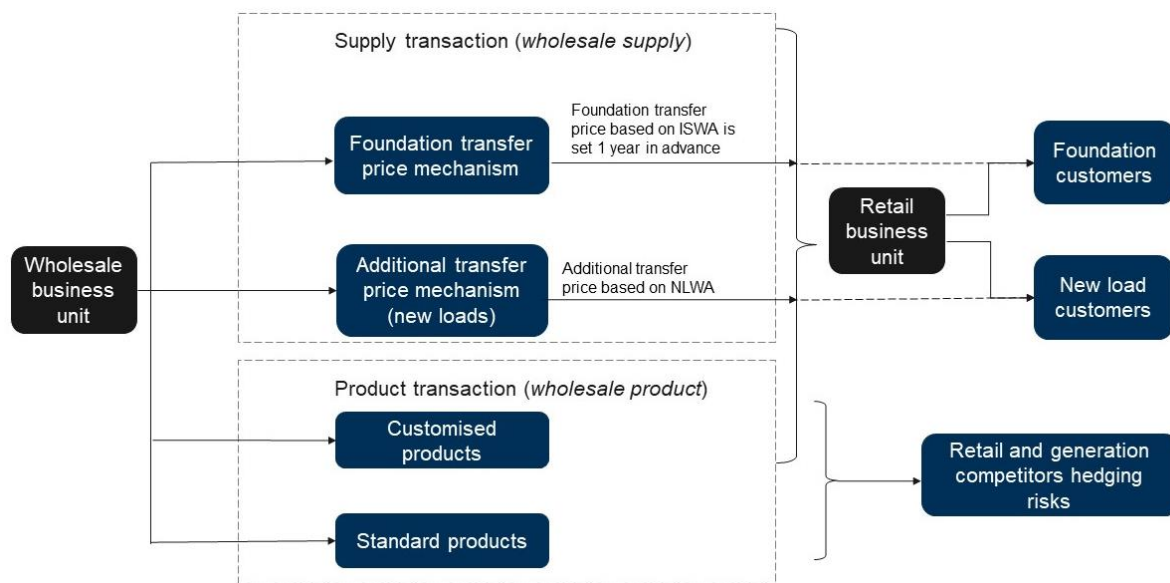 Supply transaction (wholesale supply)
Foundation transfer
price mechanism
Foundation transfer
price based on ISWA is
set 1 year in advance
Foundation
customers
Wholesale
business
unit
Additional transfer
price mechanism
(new loads)
Additional transfer
price based on NLWA
Retail
business
unit
New load
customers
Product transaction (wholesale product)
Customised
products
Standard products
Retail and generation
competitors hedging
risks